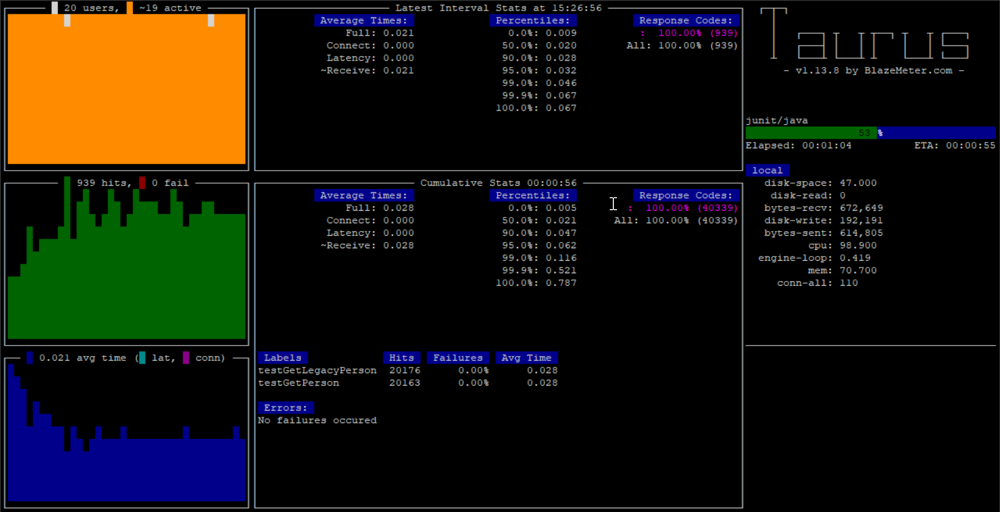 20 users, ~19 active
939 hits, 0 fail
0.021 avg time ( lat, conn)
Latest Interval Stats at 15:26:56
Average Times:
Full: 0.021
Connect: 0.000
Latency: 0.000
~Receive: 0.021
Percentiles:
0.0%: 0.009
50.0%: 0.020
90.0%: 0.028
95.0%: 0.032
99.0%: 0.046
99.9%: 0.067
100.0%: 0.067
Response Codes:
: 100.00% (939)
All: 100.00% (939)
Cumulative Stats 00:00:56
Average Times:
Full: 0.028
Connect: 0.000
Latency: 0.000
~Receive: 0.028
Percentiles:
0.0%: 0.005
50.0%: 0.021
90.0%: 0.047
95.0%: 0.062
99.0%: 0.116
99.9%: 0.521
100.0%: 0.787
Response Codes:
: 100.00% (40339)
All: 100.00% (40339)
Labels Hits Failures Avg Time
testGetLegacyPerson 20176 0.00% 0.028
testGetPerson 20163 0.00% 0.028
Errors:
No failures occured
Taurus
- v1.13.8 by BlazeMeter.com -
junit/java
53 %
Elapsed: 00:01:04 ETA: 00:00:55
local
disk-space: 47.000
disk-read: 0
bytes-recv: 672,649
disk-write: 192,191
bytes-sent: 614,805
cpu: 98.900
engine-loop: 0.419
mem: 70.700
conn-all: 110